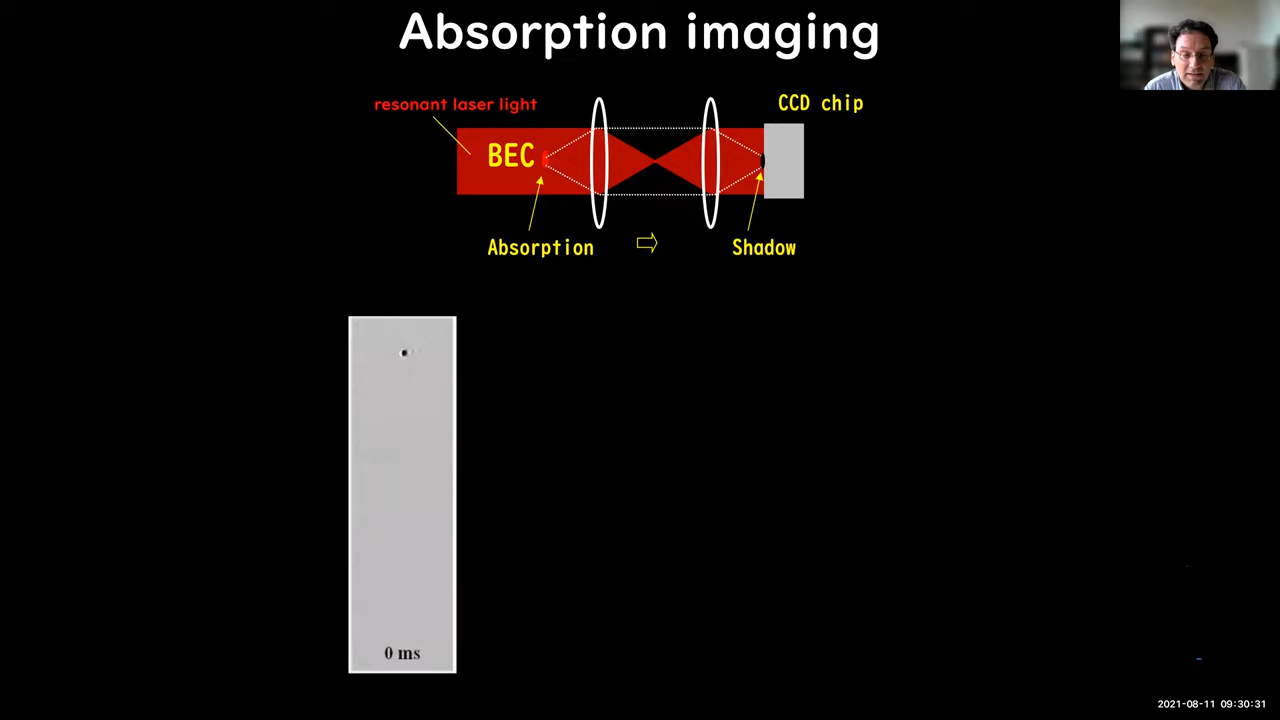 Absorption imaging
resonant laser light
CCD chip
BEC
Absorption
Shadow
0 ms
2021-08-11 09:30:31